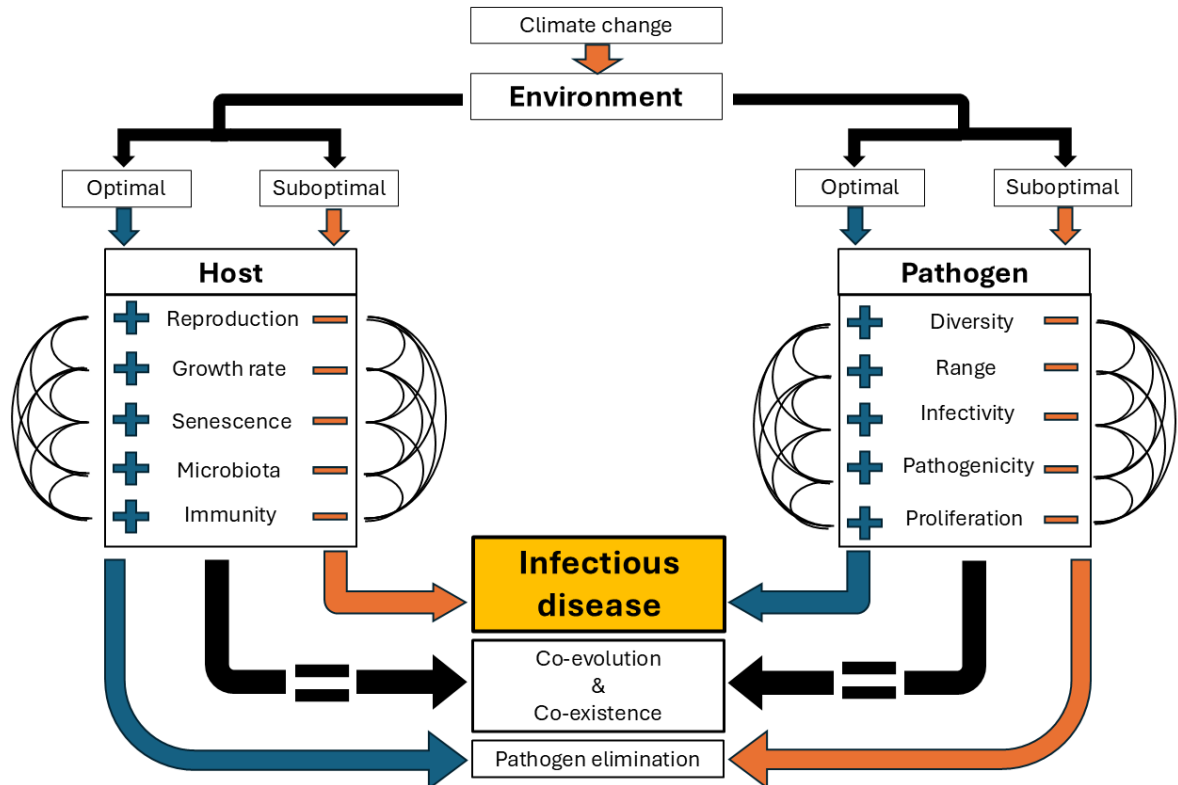 Climate change
Environment
Optimal
Suboptimal
Optimal
Suboptimal
Host
Reproduction
Growth rate
Senescence
Microbiota
Immunity
Pathogen
Diversity
Range
Infectivity
Pathogenicity
Proliferation
Infectious
disease
Co-evolution
&
Co-existence
Pathogen elimination